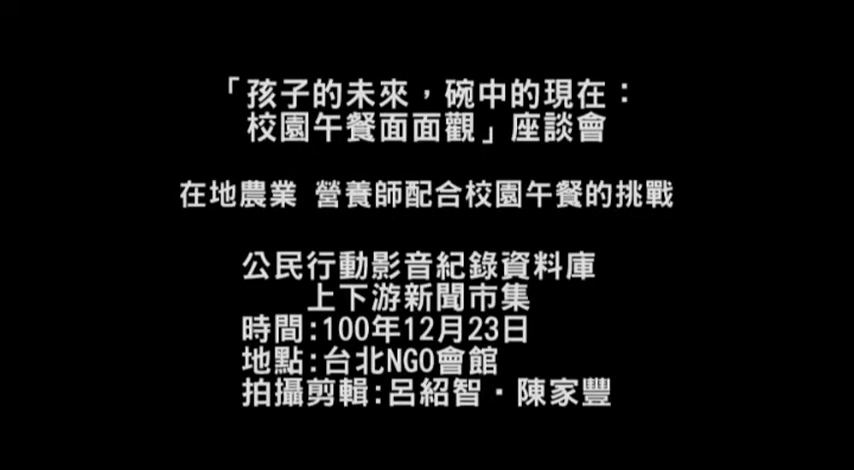 「孩子的未來，碗中的現在：
校園午餐面面觀」座談會
在地農業 營養師配合校園午餐的挑戰
公民行動影音紀錄資料庫
上下游新聞市集
時間:100年12月23日
地點:台北NGO會館
拍攝剪輯:呂紹智·陳家豐